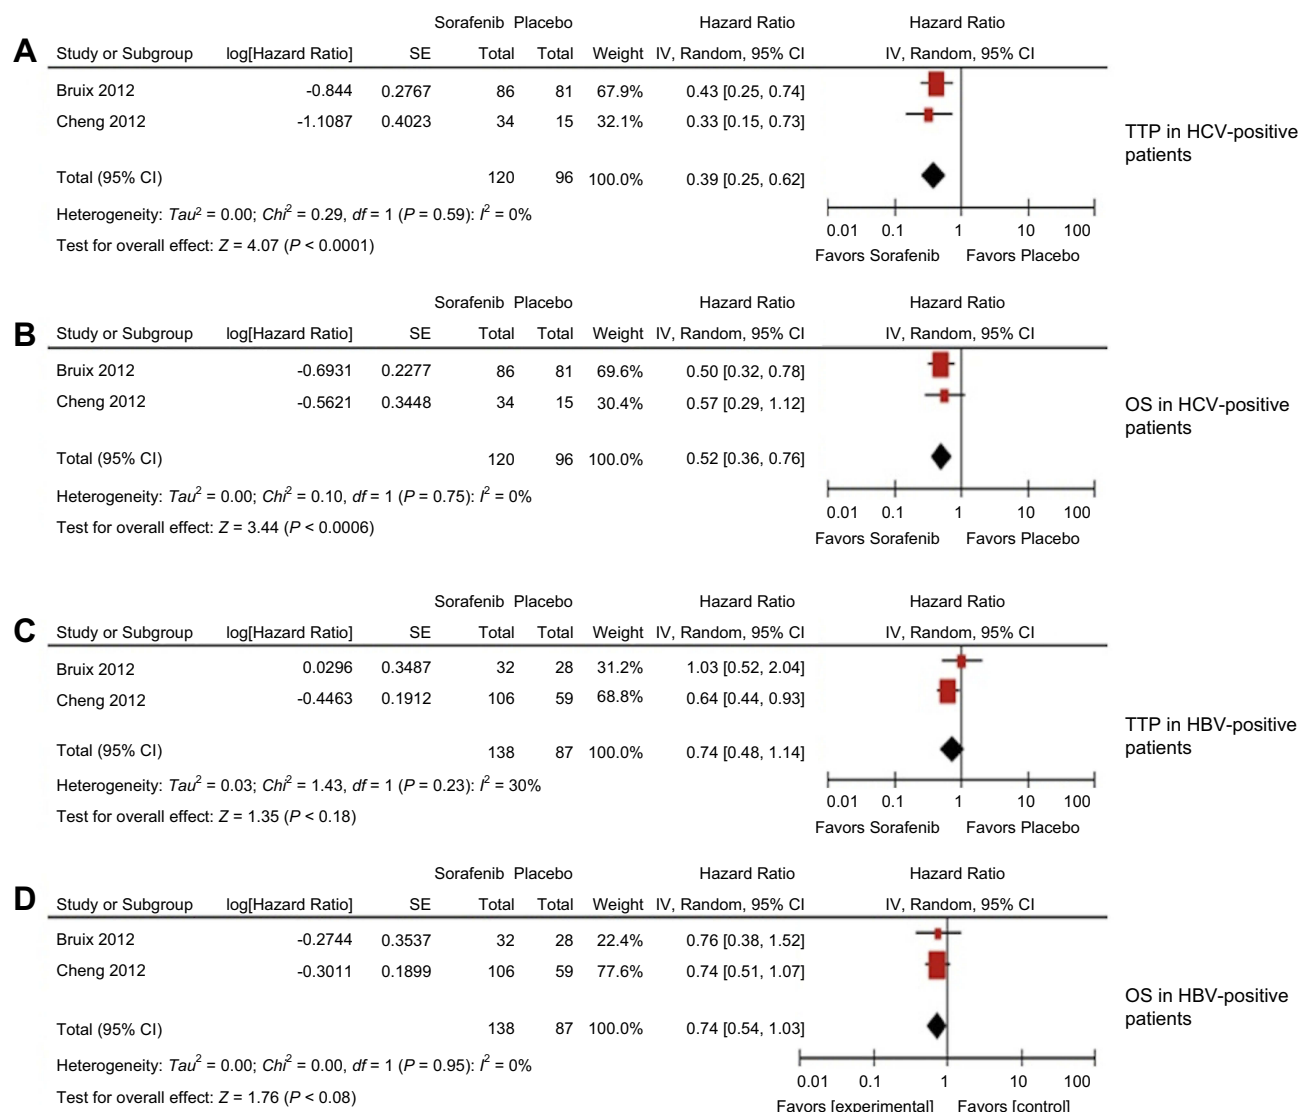 Sorafenib Placebo Hazard Ratio Hazard Ratio
A Study or Subgroup log[Hazard Ratio] SE Total Total Weight IV, Random, 95% CI IV, Random, 95% CI
Bruix 2012 -0.844 0.2767 86 81 67.9% 0.43 [0.25, 0.74]
Cheng 2012 -1.1087 0.4023 34 15 32.1% 0.33 [0.15, 0.73]
TTP in HCV-positive
patients
Total (95% CI) 120 96 100.0% 0.39 [0.25, 0.62]
Heterogeneity: Tau² = 0.00; Chi² = 0.29, df = 1 (P = 0.59): I² = 0%
0.01 0.1 1 10 100
Test for overall effect: Z = 4.07 (P < 0.0001)
Favors Sorafenib Favors Placebo
Sorafenib Placebo Hazard Ratio Hazard Ratio
B Study or Subgroup log[Hazard Ratio] SE Total Total Weight IV, Random, 95% CI IV, Random, 95% CI
Bruix 2012 -0.6931 0.2277 86 81 69.6% 0.50 [0.32, 0.78]
Cheng 2012 -0.5621 0.3448 34 15 30.4% 0.57 [0.29, 1.12]
OS in HCV-positive
patients
Total (95% CI) 120 96 100.0% 0.52 [0.36, 0.76]
Heterogeneity: Tau² = 0.00; Chi² = 0.10, df = 1 (P = 0.75): I² = 0%
0.01 0.1 1 10 100
Test for overall effect: Z = 3.44 (P < 0.0006)
Favors Sorafenib Favors Placebo
Sorafenib Placebo Hazard Ratio Hazard Ratio
C Study or Subgroup log[Hazard Ratio] SE Total Total Weight IV, Random, 95% CI IV, Random, 95% CI
Bruix 2012 0.0296 0.3487 32 28 31.2% 1.03 [0.52, 2.04]
Cheng 2012 -0.4463 0.1912 106 59 68.8% 0.64 [0.44, 0.93]
TTP in HBV-positive
patients
Total (95% CI) 138 87 100.0% 0.74 [0.48, 1.14]
Heterogeneity: Tau² = 0.03; Chi² = 1.43, df = 1 (P = 0.23): I² = 30%
0.01 0.1 1 10 100
Test for overall effect: Z = 1.35 (P < 0.18)
Favors Sorafenib Favors Placebo
Sorafenib Placebo Hazard Ratio Hazard Ratio
D Study or Subgroup log[Hazard Ratio] SE Total Total Weight IV, Random, 95% CI IV, Random, 95% CI
Bruix 2012 -0.2744 0.3537 32 28 22.4% 0.76 [0.38, 1.52]
Cheng 2012 -0.3011 0.1899 106 59 77.6% 0.74 [0.51, 1.07]
OS in HBV-positive
patients
Total (95% CI) 138 87 100.0% 0.74 [0.54, 1.03]
Heterogeneity: Tau² = 0.00; Chi² = 0.00, df = 1 (P = 0.95): I² = 0%
0.01 0.1 1 10 100
Test for overall effect: Z = 1.76 (P < 0.08)
Favors [experimental] Favors [control]